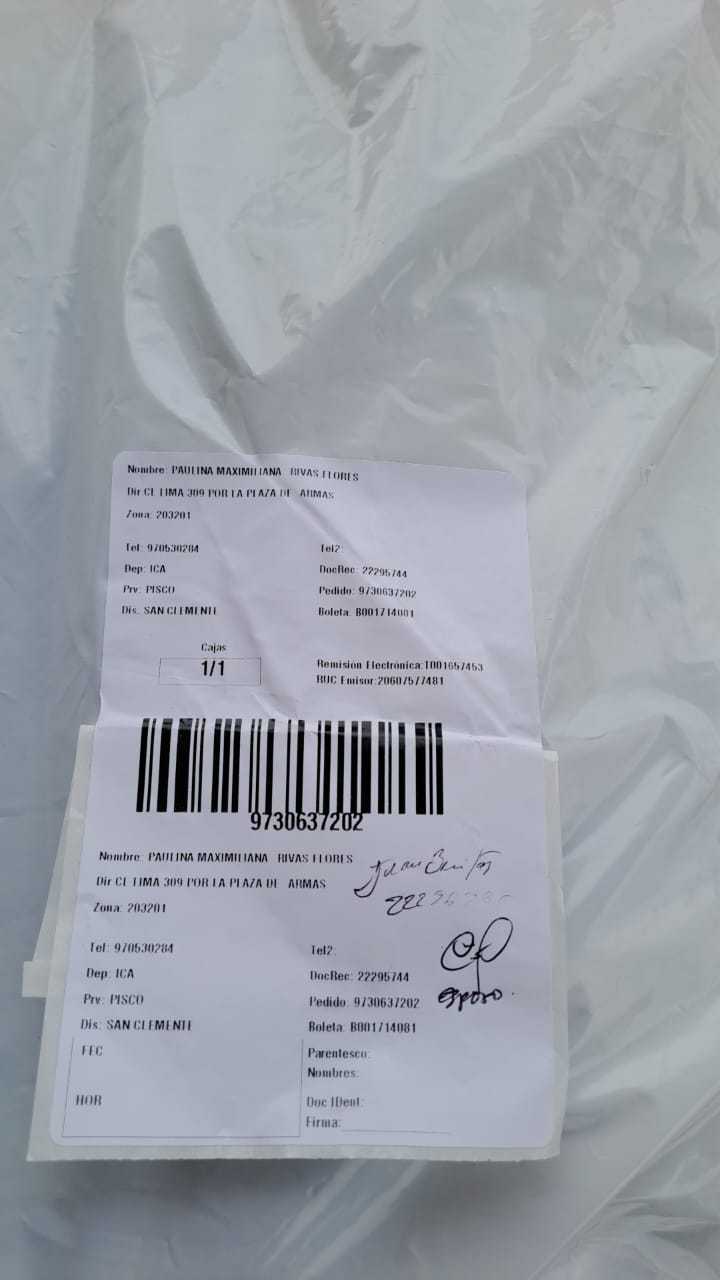 Nombre: PAULINA MAXIMILIANA RIVAS FLORES
Dir CL LIMA 309 POR LA PLAZA DE ARMAS
Zona: 203201
Tel: 970530284 Tel2:
Dep: ICA DocRec: 22295744
Prv: PISCO Pedido: 9730637202
Dis: SAN CLEMENTE Boleta: B001714081
Cajas
1/1
Remisión Electrónica:T001657453
RUC Emisor:20607577481
9730637202
Nombre: PAULINA MAXIMILIANA RIVAS FLORES
Dir CL LIMA 309 POR LA PLAZA DE ARMAS
Juan
Zona: 203201
Tel: 970530284 Tel2:
Dep: ICA DocRec: 22295744
Prv: PISCO Pedido: 9730637202
esposo.
Dis: SAN CLEMENTE Boleta: B001714081
FEC Parentesco:
Nombres:
HOR Doc IDent:
Firma: